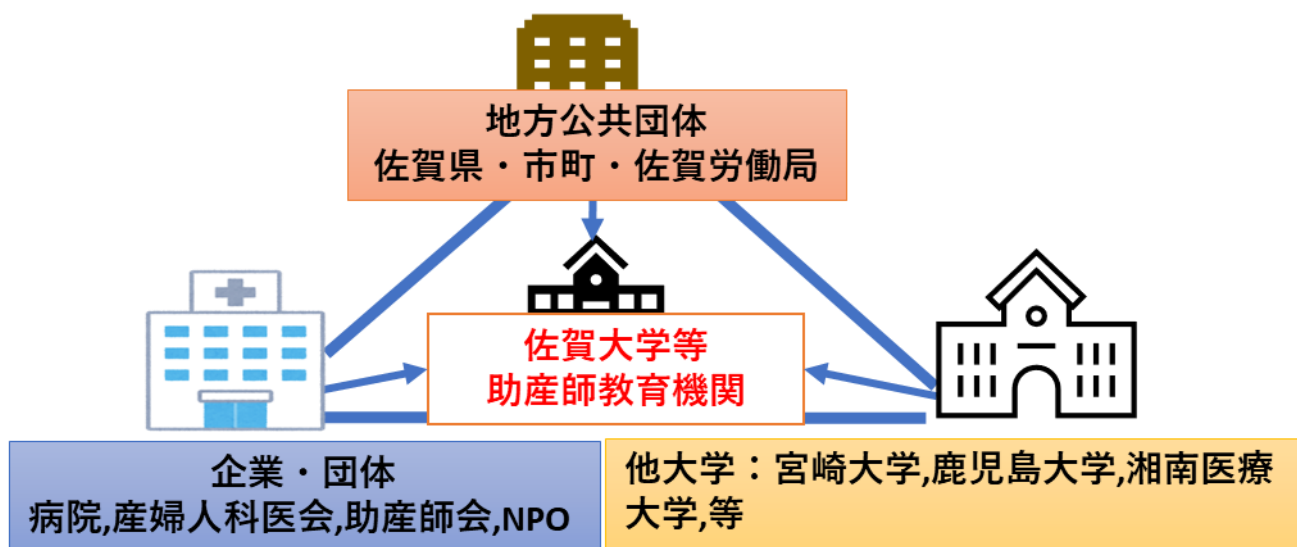 地方公共団体
佐賀県・市町・佐賀労働局
佐賀大学等
助産師教育機関
企業・団体
病院,産婦人科医会,助産師会,NPO
他大学：宮崎大学,鹿児島大学,湘南医療
大学,等